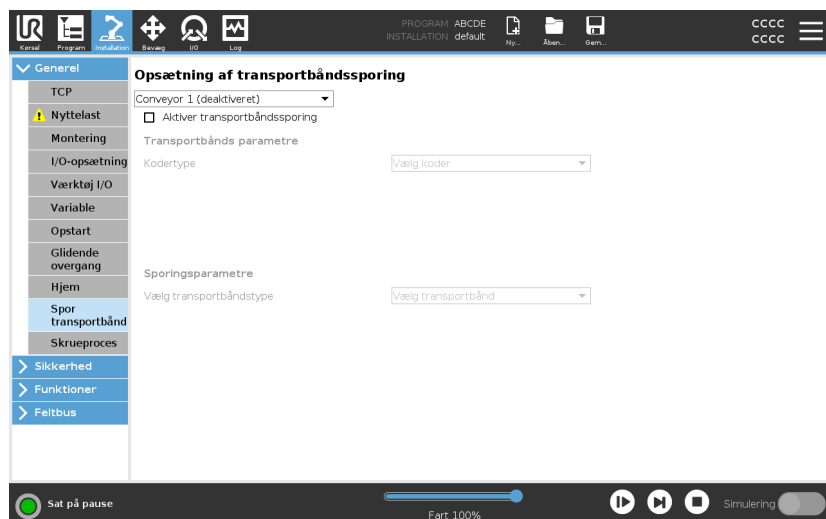 PROGRAM ABCDE
INSTALLATION default
CCCC
CCCC
Kørsel Program Installation Bevæg I/O Log Ny... Åben... Gem...
Generel
TCP
Nyttelast
Montering
I/O-opsætning
Værktøj I/O
Variable
Opstart
Glidende
overgang
Hjem
Spor
transportbånd
Skrueproces
Sikkerhed
Funktioner
Feltbus
Opsætning af transportbåndssporing
Conveyor 1 (deaktiveret)
Aktiver transportbåndssporing
Transportbånds parametre
Kodertype Vælg koder
Sporingsparametre
Vælg transportbåndstype Vælg transportbånd
Sat på pause
Fart 100%
Simulering